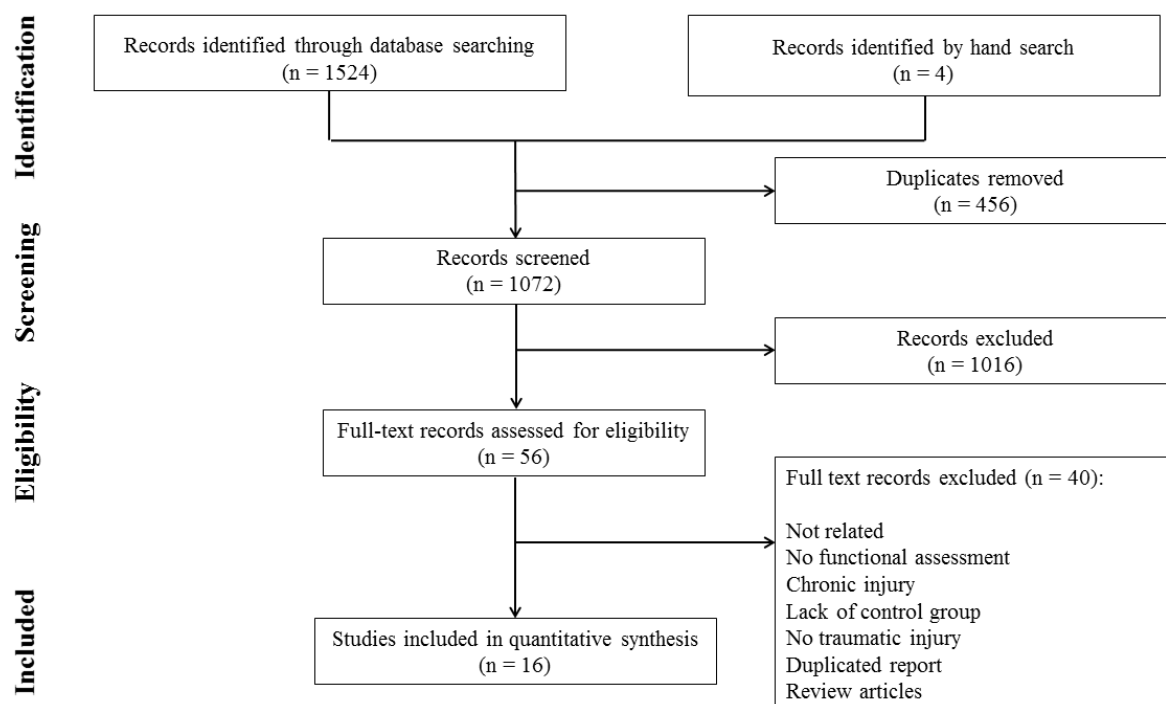 Identification
Records identified through database searching
(n = 1524)
Records identified by hand search
(n = 4)
Duplicates removed
(n = 456)
Screening
Records screened
(n = 1072)
Records excluded
(n = 1016)
Eligibility
Full-text records assessed for eligibility
(n = 56)
Full text records excluded (n = 40):
Not related
No functional assessment
Chronic injury
Lack of control group
No traumatic injury
Duplicated report
Review articles
Included
Studies included in quantitative synthesis
(n = 16)